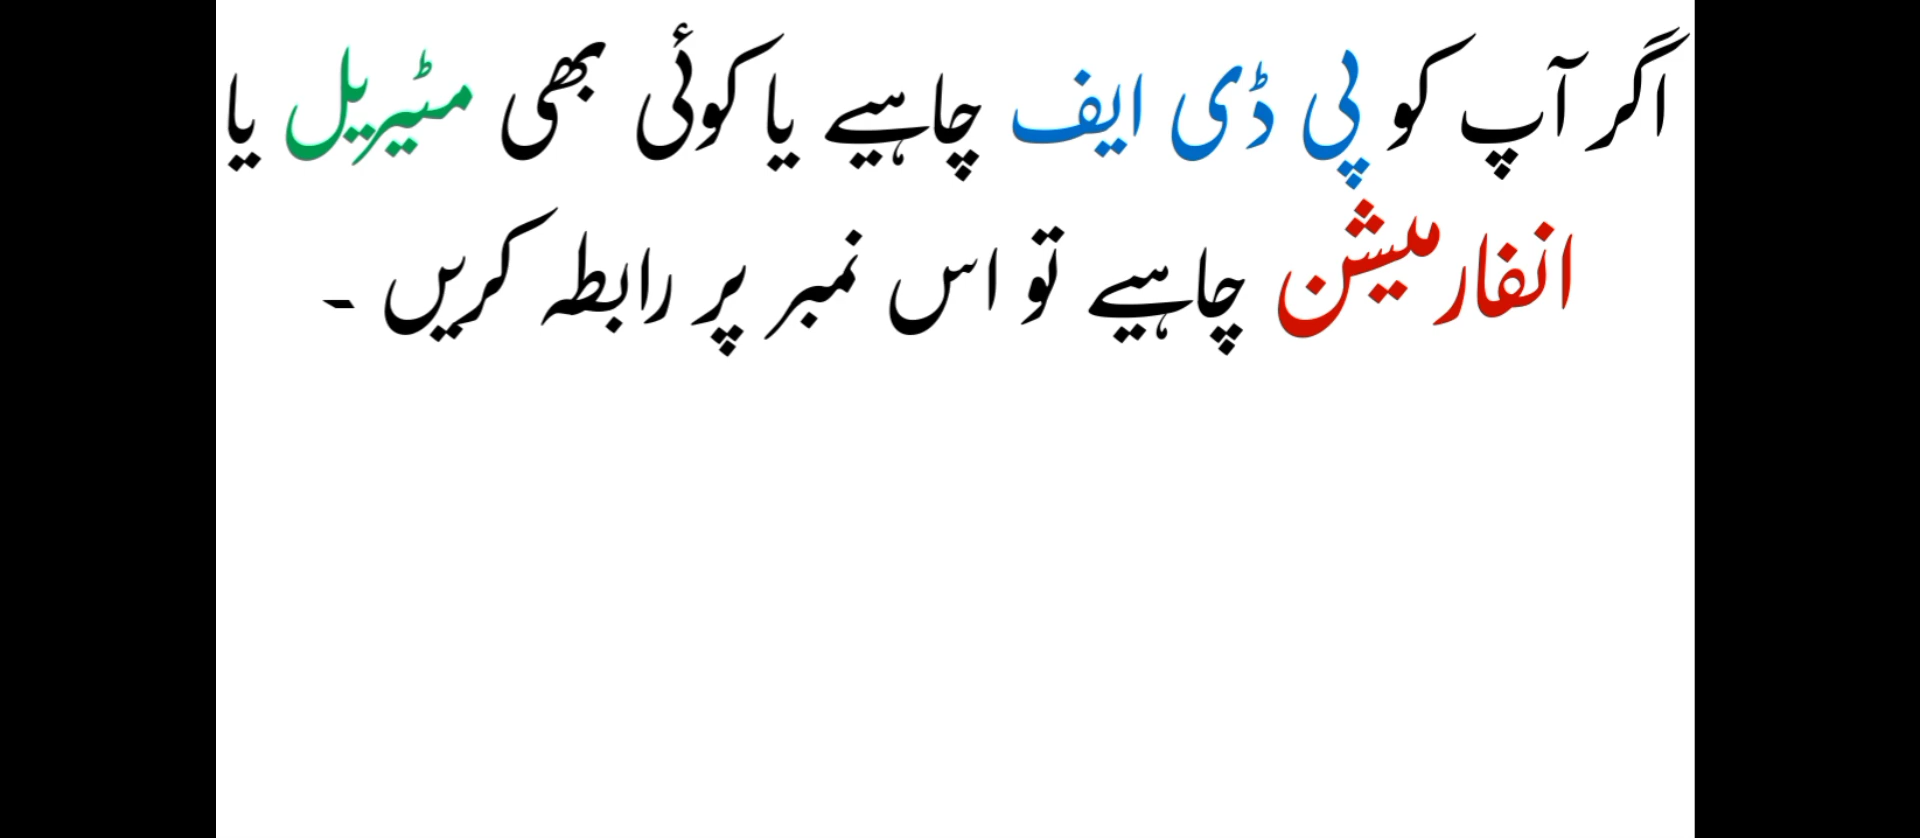 اگر آپ کو پی ڈی ایف چاہیے یا کوئی بھی مٹیریل یا
انفارمیشن چاہیے تو اس نمبر پر رابطہ کریں ۔